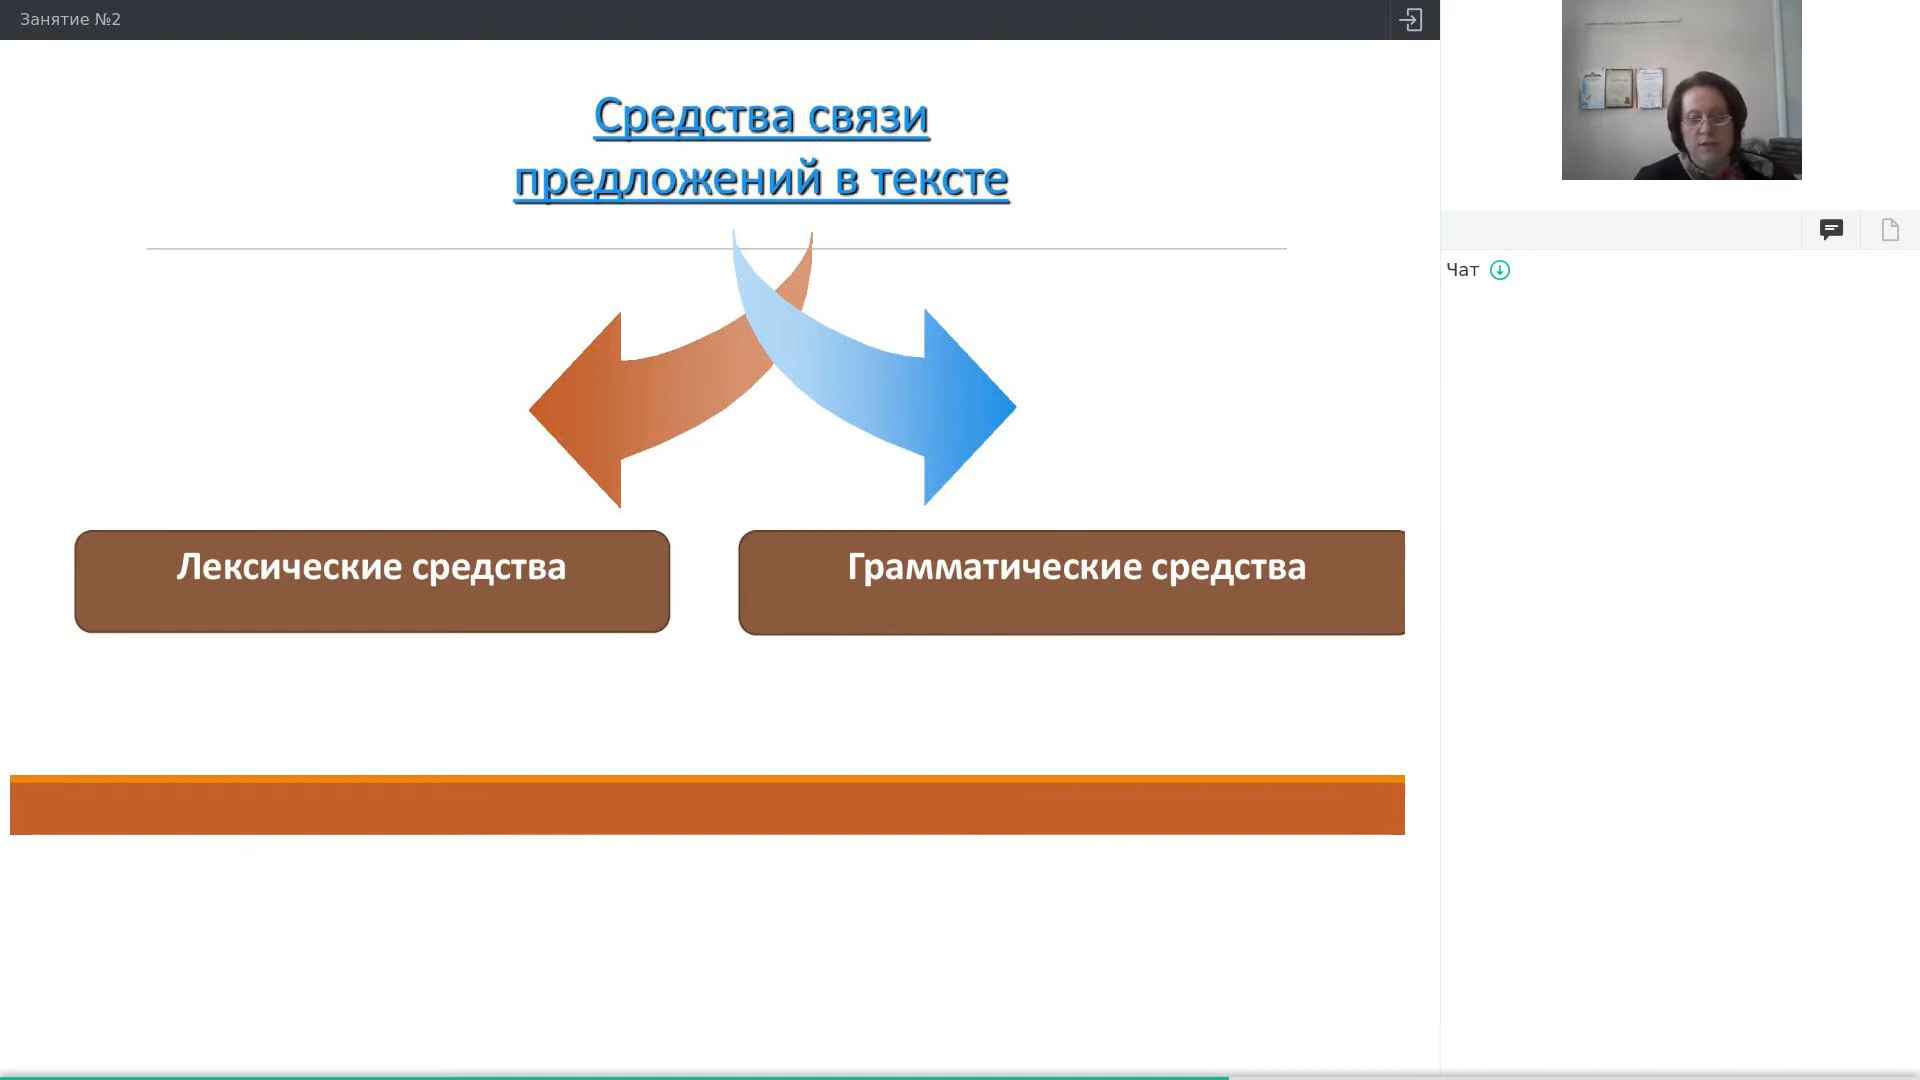 Занятие №2
Средства связи
предложений в тексте
Лексические средства
Грамматические средства
Чат